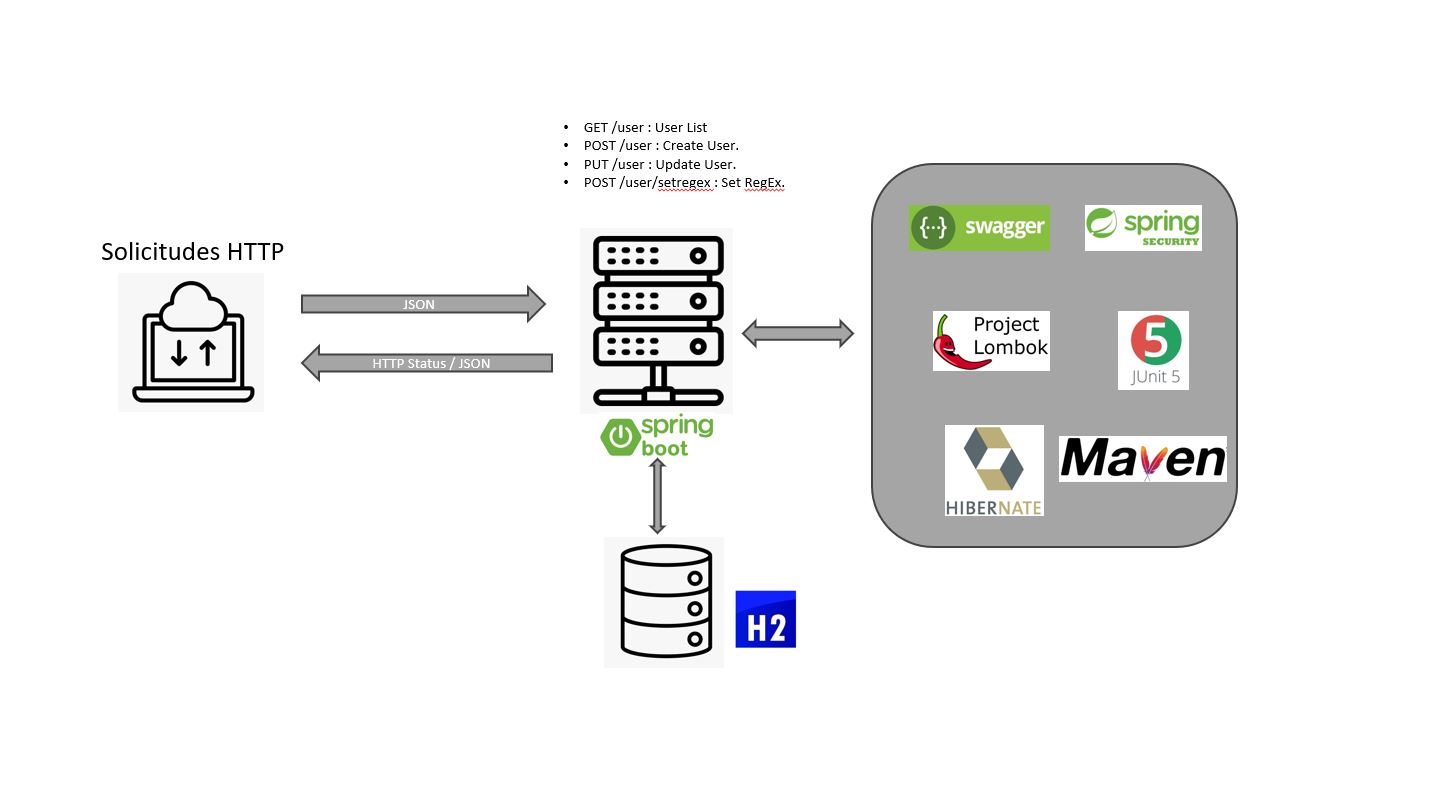 • GET /user : User List
• POST /user : Create User.
• PUT /user : Update User.
• POST /user/setregex : Set RegEx.
Solicitudes HTTP
JSON
HTTP Status / JSON
spring
boot
H2
{···} swagger
spring
SECURITY
Project
Lombok
5
JUnit 5
HIBERNATE
Maven